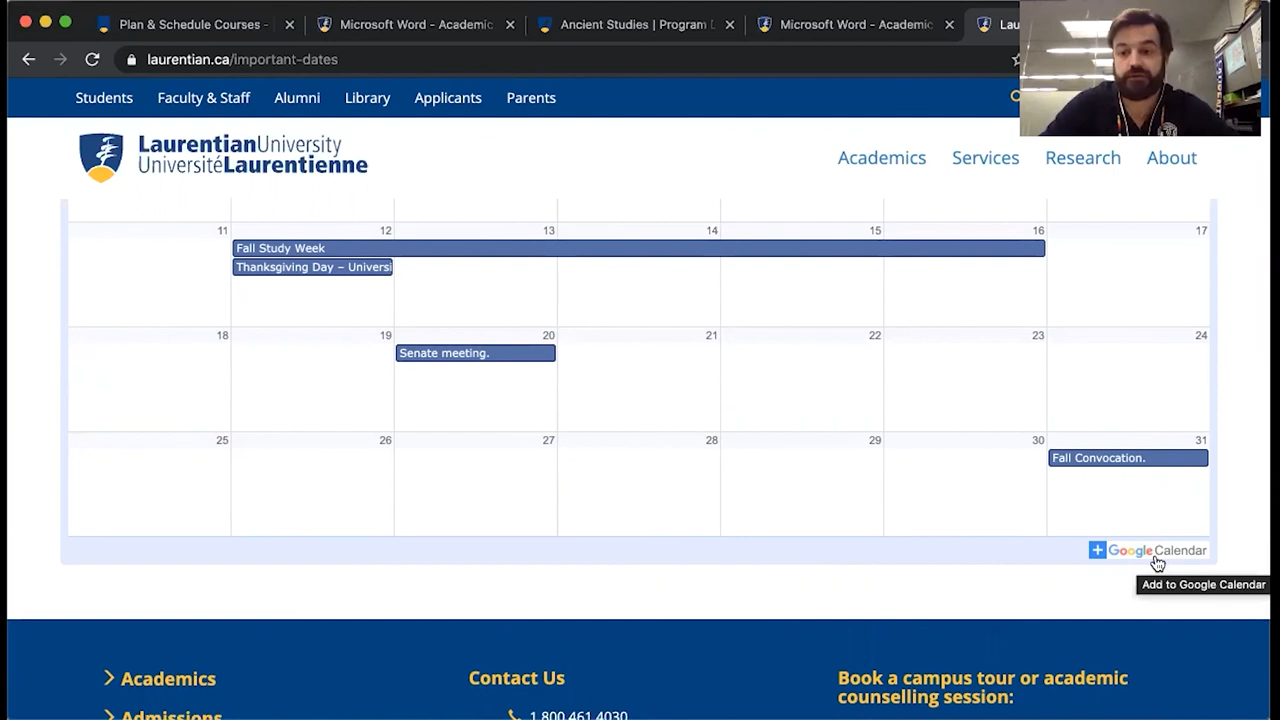 Plan & Schedule Courses -
Microsoft Word - Academic
Ancient Studies | Program
Microsoft Word - Academic
laurentian.ca/important-dates
Students Faculty & Staff Alumni Library Applicants Parents
LaurentianUniversity
UniversitéLaurentienne
Academics Services Research About
11 12 13 14 15 16 17
Fall Study Week
Thanksgiving Day – Universi
18 19 20 21 22 23 24
Senate meeting.
25 26 27 28 29 30 31
Fall Convocation.
Google Calendar
Add to Google Calendar
Academics
Contact Us
Book a campus tour or academic
counselling session:
Admissions
1.800.461.4030